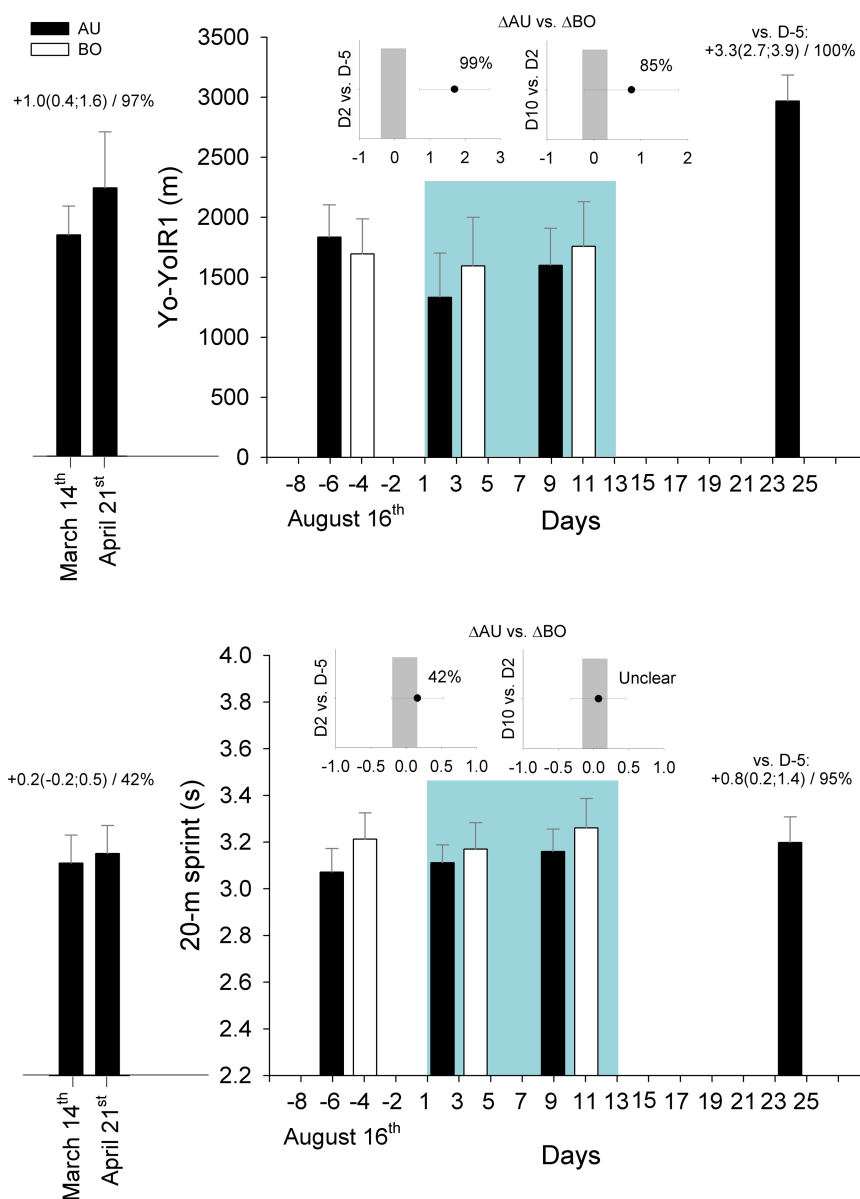 AU
BO
+1.0(0.4;1.6) / 97%
ΔAU vs. ΔBO
vs. D-5:
+3.3(2.7;3.9) / 100%
D2 vs. D-5
99%
-1 0 1 2 3
D10 vs. D2
85%
-1 0 1 2
Yo-YoIR1 (m)
3500
3000
2500
2000
1500
1000
500
0
-8 -6 -4 -2 1 3 5 7 9 11 13 15 17 19 21 23 25
August 16th
Days
March 14th
April 21st
ΔAU vs. ΔBO
D2 vs. D-5
42%
-1.0 -0.5 0.0 0.5 1.0
D10 vs. D2
Unclear
-1.0 -0.5 0.0 0.5 1.0
+0.2(-0.2;0.5) / 42%
vs. D-5:
+0.8(0.2;1.4) / 95%
20-m sprint (s)
4.0
3.8
3.6
3.4
3.2
3.0
2.8
2.6
2.4
2.2
-8 -6 -4 -2 1 3 5 7 9 11 13 15 17 19 21 23 25
August 16th
Days
March 14th
April 21st